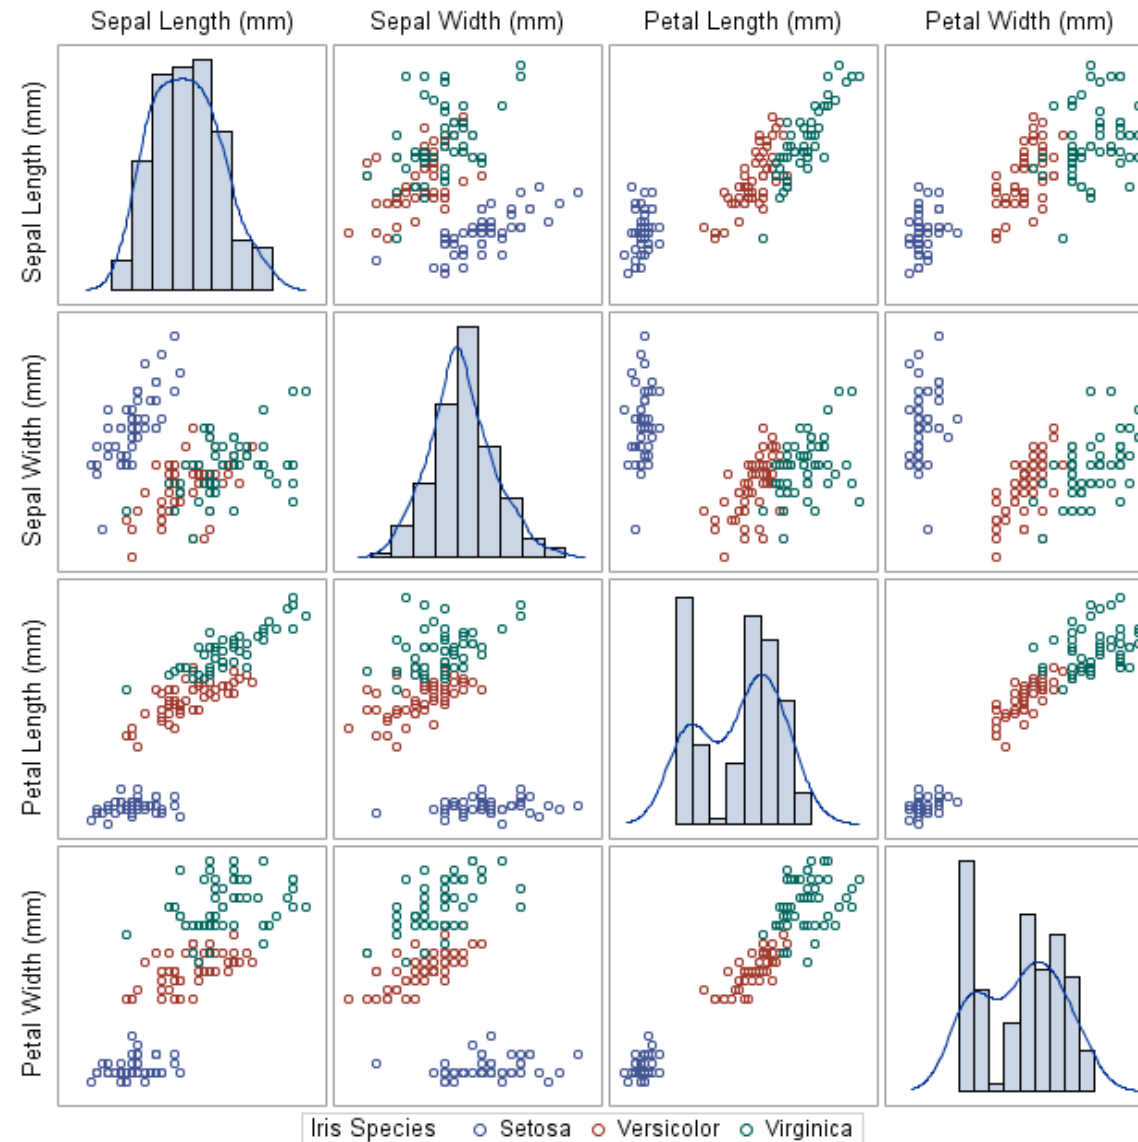 Sepal Length (mm) Sepal Width (mm) Petal Length (mm) Petal Width (mm)
Sepal Length (mm)
Sepal Width (mm)
Petal Length (mm)
Petal Width (mm)
Iris Species Setosa Versicolor Virginica